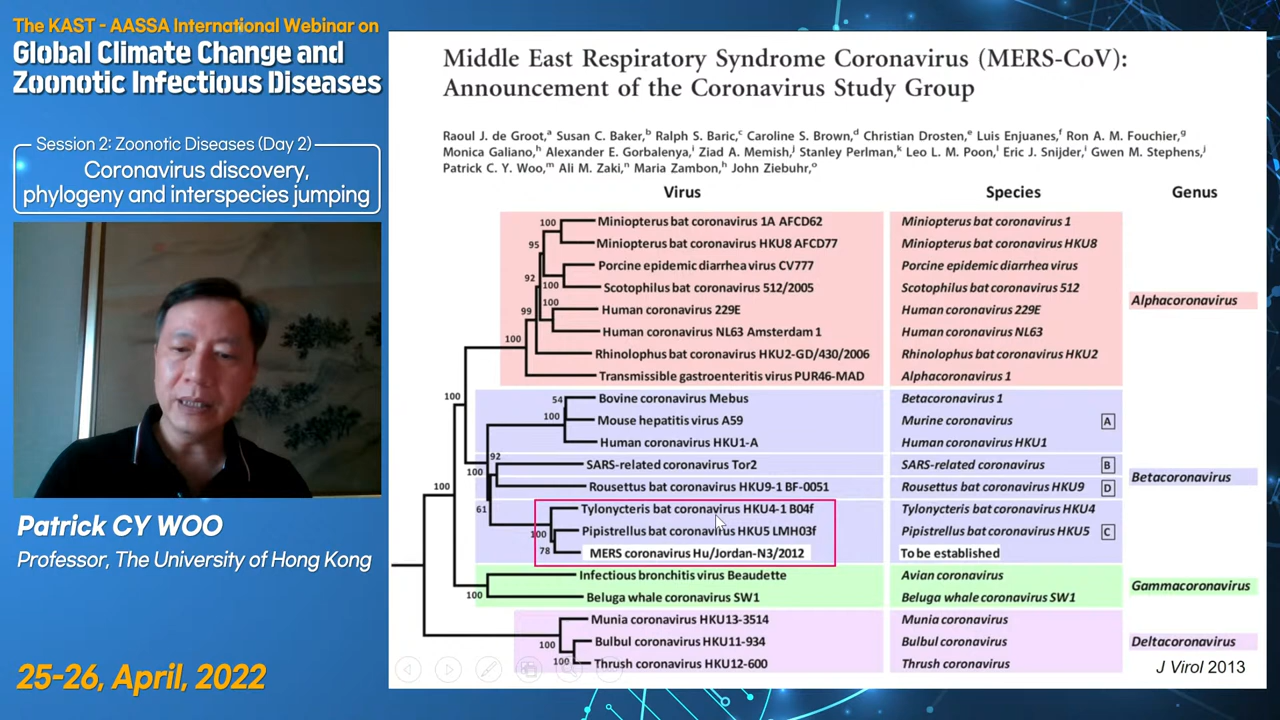 The KAST - AASSA International Webinar on
Global Climate Change and
Zoonotic Infectious Diseases
Session 2: Zoonotic Diseases (Day 2)
Coronavirus discovery,
phylogeny and interspecies jumping
Patrick CY WOO
Professor, The University of Hong Kong
25-26, April, 2022
Middle East Respiratory Syndrome Coronavirus (MERS-CoV):
Announcement of the Coronavirus Study Group
Raoul J. de Groot,a Susan C. Baker,b Ralph S. Baric,c Caroline S. Brown,d Christian Drosten,e Luis Enjuanes,f Ron A. M. Fouchier,g
Monica Galiano,h Alexander E. Gorbalenya,i Ziad A. Memish,j Stanley Perlman,k Leo L. M. Poon,l Eric J. Snijder,i Gwen M. Stephens,j
Patrick C. Y. Woo,m Ali M. Zaki,n Maria Zambon,h John Ziebuhr,o
Virus Species Genus
100 Miniopterus bat coronavirus 1A AFCD62 Miniopterus bat coronavirus 1
95 Miniopterus bat coronavirus HKU8 AFCD77 Miniopterus bat coronavirus HKU8
Porcine epidemic diarrhea virus CV777 Porcine epidemic diarrhea virus
92 100 Scotophilus bat coronavirus 512/2005 Scotophilus bat coronavirus 512
Alphacoronavirus
99 100 Human coronavirus 229E Human coronavirus 229E
Human coronavirus NL63 Amsterdam 1 Human coronavirus NL63
100 Rhinolophus bat coronavirus HKU2-GD/430/2006 Rhinolophus bat coronavirus HKU2
Transmissible gastroenteritis virus PUR46-MAD Alphacoronavirus 1
100 54 Bovine coronavirus Mebus Betacoronavirus 1
100 Mouse hepatitis virus A59 Murine coronavirus A
Human coronavirus HKU1-A Human coronavirus HKU1
92 SARS-related coronavirus Tor2 SARS-related coronavirus B
100 Betacoronavirus
100 Rousettus bat coronavirus HKU9-1 BF-0051 Rousettus bat coronavirus HKU9 D
61 Tylonycteris bat coronavirus HKU4-1 B04f Tylonycteris bat coronavirus HKU4
100 Pipistrellus bat coronavirus HKU5 LMH03f Pipistrellus bat coronavirus HKU5 C
78 MERS coronavirus Hu/Jordan-N3/2012 To be established
Infectious bronchitis virus Beaudette Avian coronavirus
Gammacoronavirus
100 Beluga whale coronavirus SW1 Beluga whale coronavirus SW1
Munia coronavirus HKU13-3514 Munia coronavirus
100 Bulbul coronavirus HKU11-934 Bulbul coronavirus Deltacoronavirus
100 Thrush coronavirus HKU12-600 Thrush coronavirus
J Virol 2013